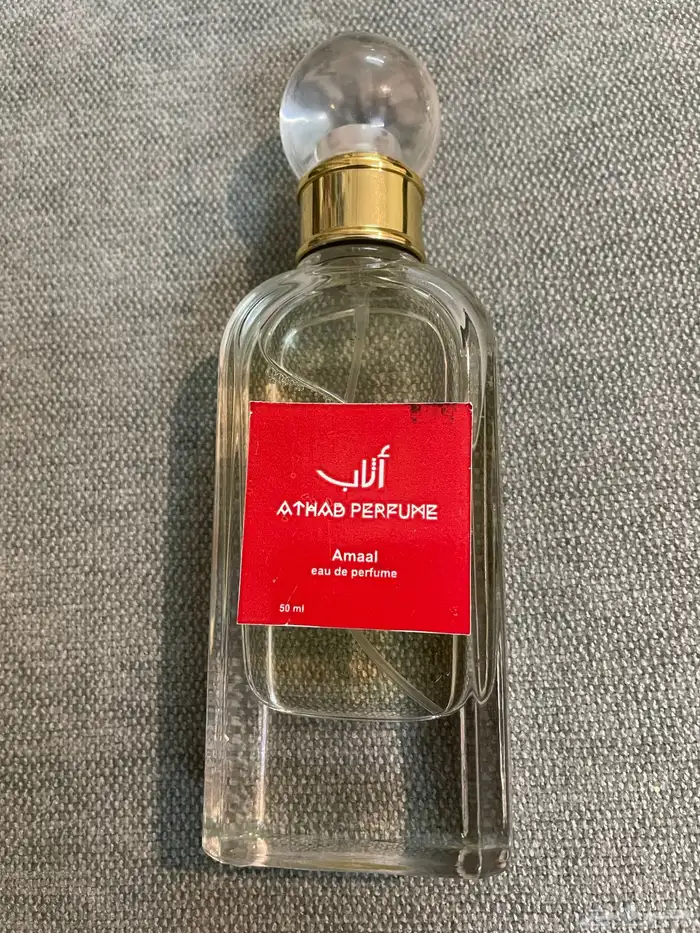 أثاب
ATHAB PERFUME
Amaal
eau de perfume
50 ml